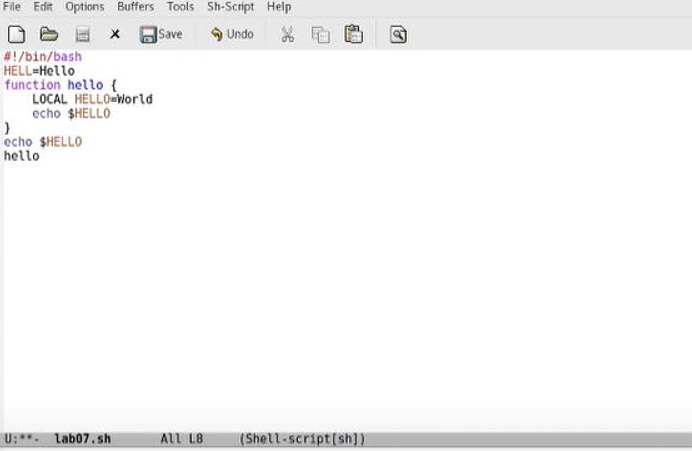 File Edit Options Buffers Tools Sh-Script Help
Save Undo
#!/bin/bash
HELL=Hello
function hello {
    LOCAL HELLO=World
    echo $HELLO
}
echo $HELLO
hello
U:**- lab07.sh All L8 (Shell-script[sh])